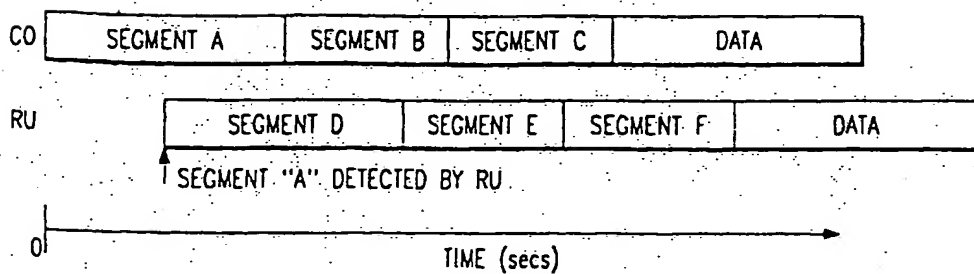 CO SEGMENT A SEGMENT B SEGMENT C DATA
RU SEGMENT D SEGMENT E SEGMENT F DATA
SEGMENT "A" DETECTED BY RU
0
TIME (secs)